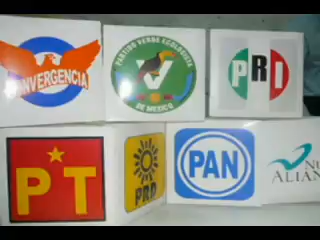 CONVERGENCIA
PARTIDO VERDE ECOLOGISTA
DE MEXICO
PRI
PT
PRD
PAN
NU
ALIAN